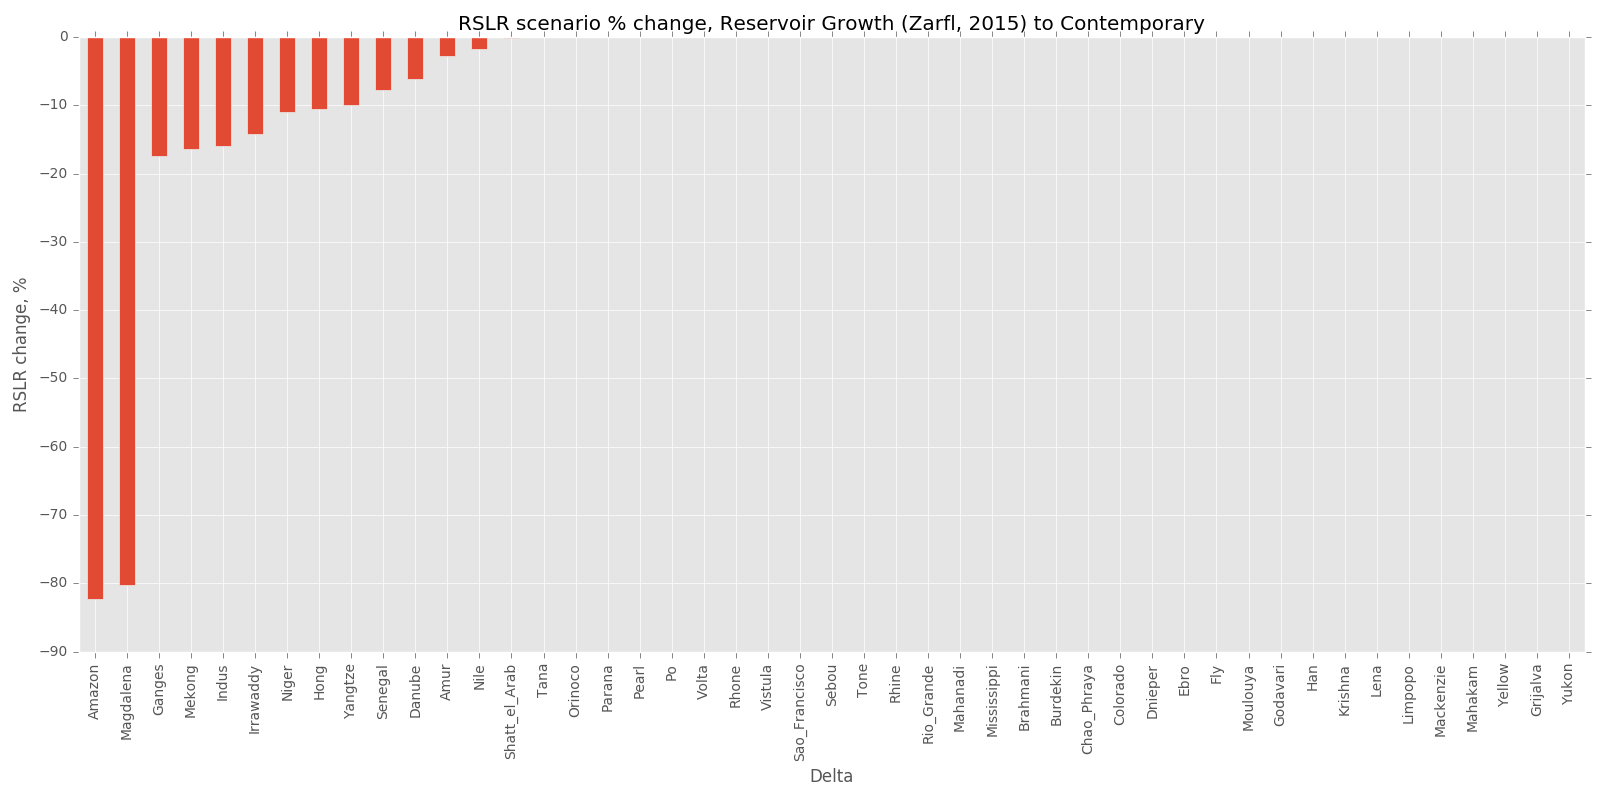 RSLR scenario % change, Reservoir Growth (Zarfl, 2015) to Contemporary
0
−10
−20
−30
−40
−50
−60
−70
−80
−90
RSLR change, %
Amazon
Magdalena
Ganges
Mekong
Indus
Irrawaddy
Niger
Hong
Yangtze
Senegal
Danube
Amur
Nile
Shatt_el_Arab
Tana
Orinoco
Parana
Pearl
Po
Volta
Rhone
Vistula
Sao_Francisco
Sebou
Tone
Rhine
Rio_Grande
Mahanadi
Mississippi
Brahmani
Burdekin
Chao_Phraya
Colorado
Dnieper
Ebro
Fly
Moulouya
Godavari
Han
Krishna
Lena
Limpopo
Mackenzie
Mahakam
Yellow
Grijalva
Yukon
Delta